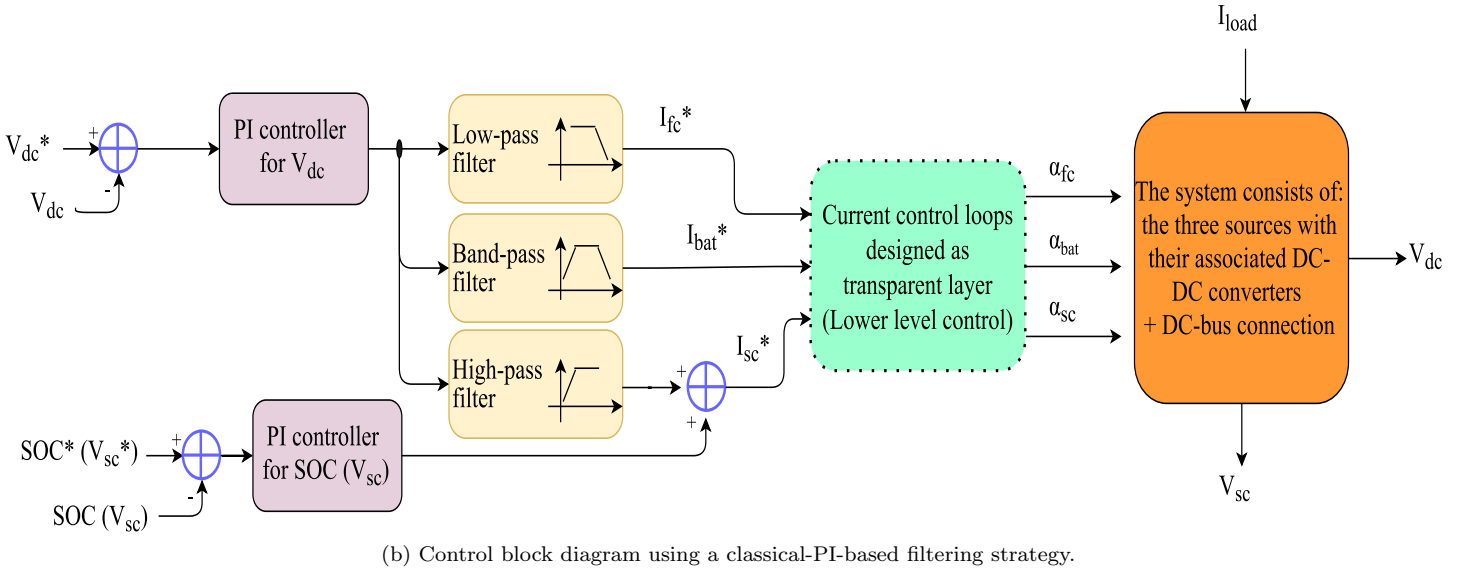 I_load
V_dc*
+
-
V_dc
PI controller
for V_dc
Low-pass
filter
I_fc*
Band-pass
filter
I_bat*
High-pass
filter
I_sc*
+
+
SOC* (V_sc*)
+
-
SOC (V_sc)
PI controller
for SOC (V_sc)
Current control loops
designed as
transparent layer
(Lower level control)
α_fc
α_bat
α_sc
The system consists of:
the three sources with
their associated DC-
DC converters
+ DC-bus connection
V_dc
V_sc
(b) Control block diagram using a classical-PI-based filtering strategy.